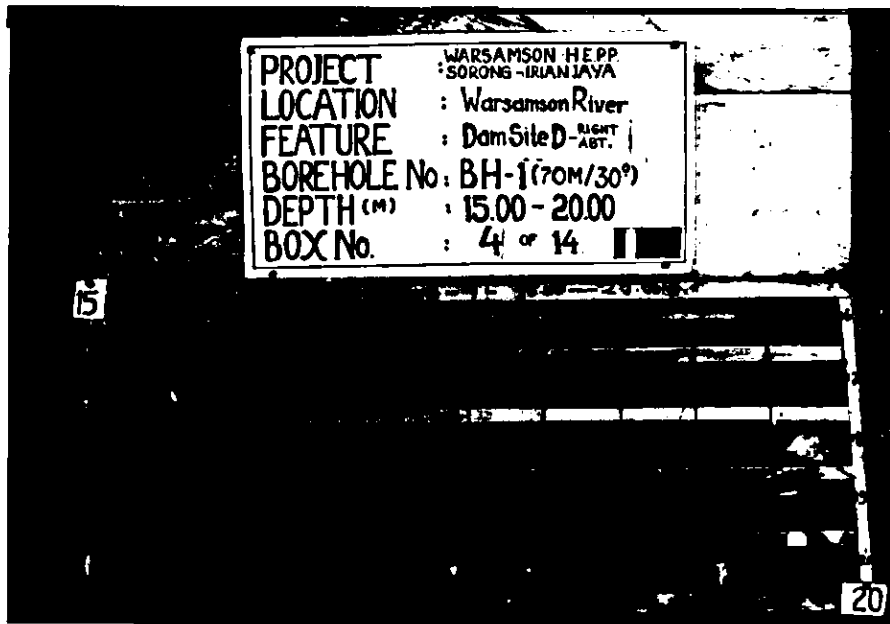 PROJECT : WARSAMSON H.E.P.P.
SORONG - IRIAN JAYA
LOCATION : Warsamson River
FEATURE : Dam Site D - RIGHT ABT.
BOREHOLE No : BH-1 (70M/30°)
DEPTH (M) : 15.00 - 20.00
BOX No. : 4 OF 14
15
20